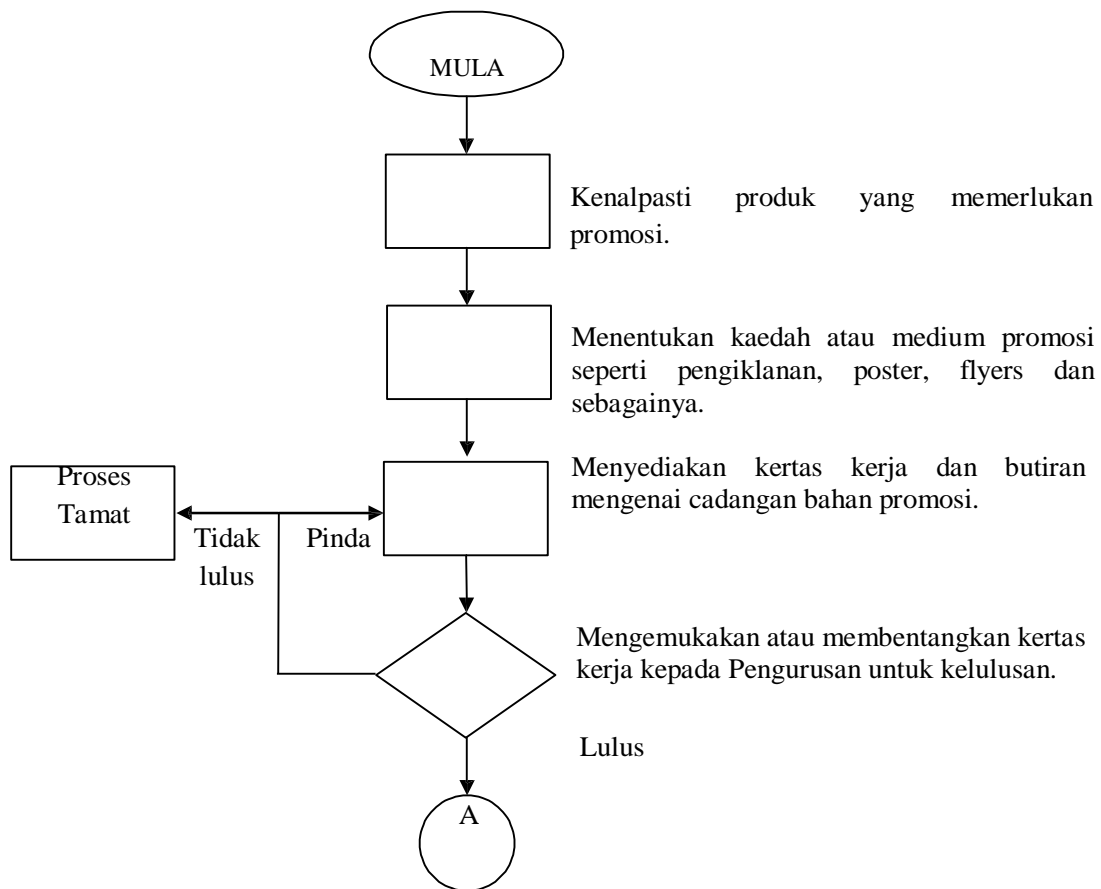 MULA
Kenalpasti produk yang memerlukan
promosi.
Menentukan kaedah atau medium promosi
seperti pengiklanan, poster, flyers dan
sebagainya.
Menyediakan kertas kerja dan butiran
mengenai cadangan bahan promosi.
Proses
Tamat
Tidak
lulus
Pinda
Mengemukakan atau membentangkan kertas
kerja kepada Pengurusan untuk kelulusan.
Lulus
A